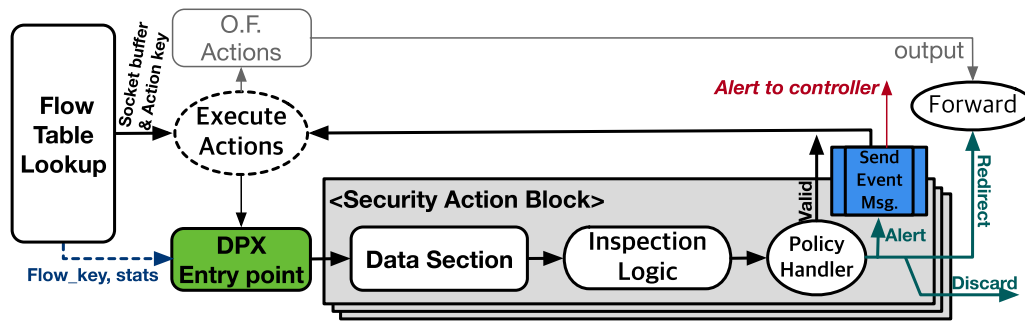 O.F.
Actions
output
Socket buffer
& Action key
Flow
Table
Lookup
Execute
Actions
Alert to controller
Forward
Send
Event
Msg.
Redirect
<Security Action Block>
Valid
DPX
Entry point
Data Section
Inspection
Logic
Policy
Handler
Alert
Flow_key, stats
Discard